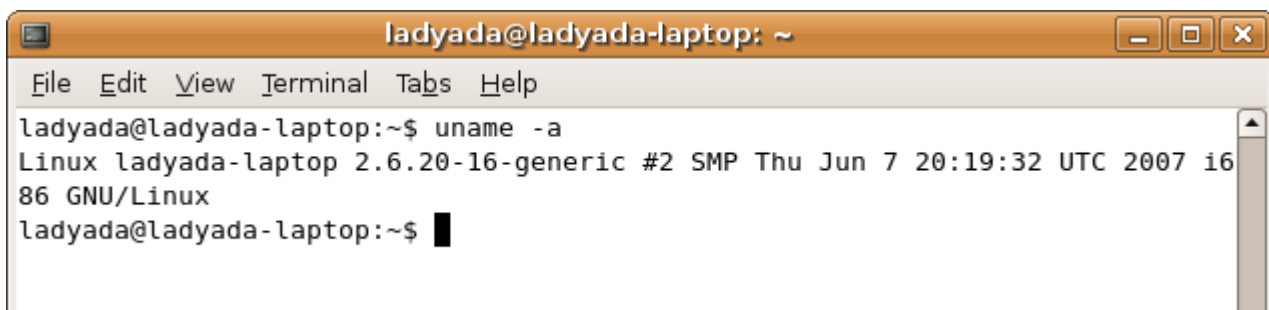 ladyada@ladyada-laptop: ~
File Edit View Terminal Tabs Help
ladyada@ladyada-laptop:~$ uname -a
Linux ladyada-laptop 2.6.20-16-generic #2 SMP Thu Jun 7 20:19:32 UTC 2007 i6
86 GNU/Linux
ladyada@ladyada-laptop:~$